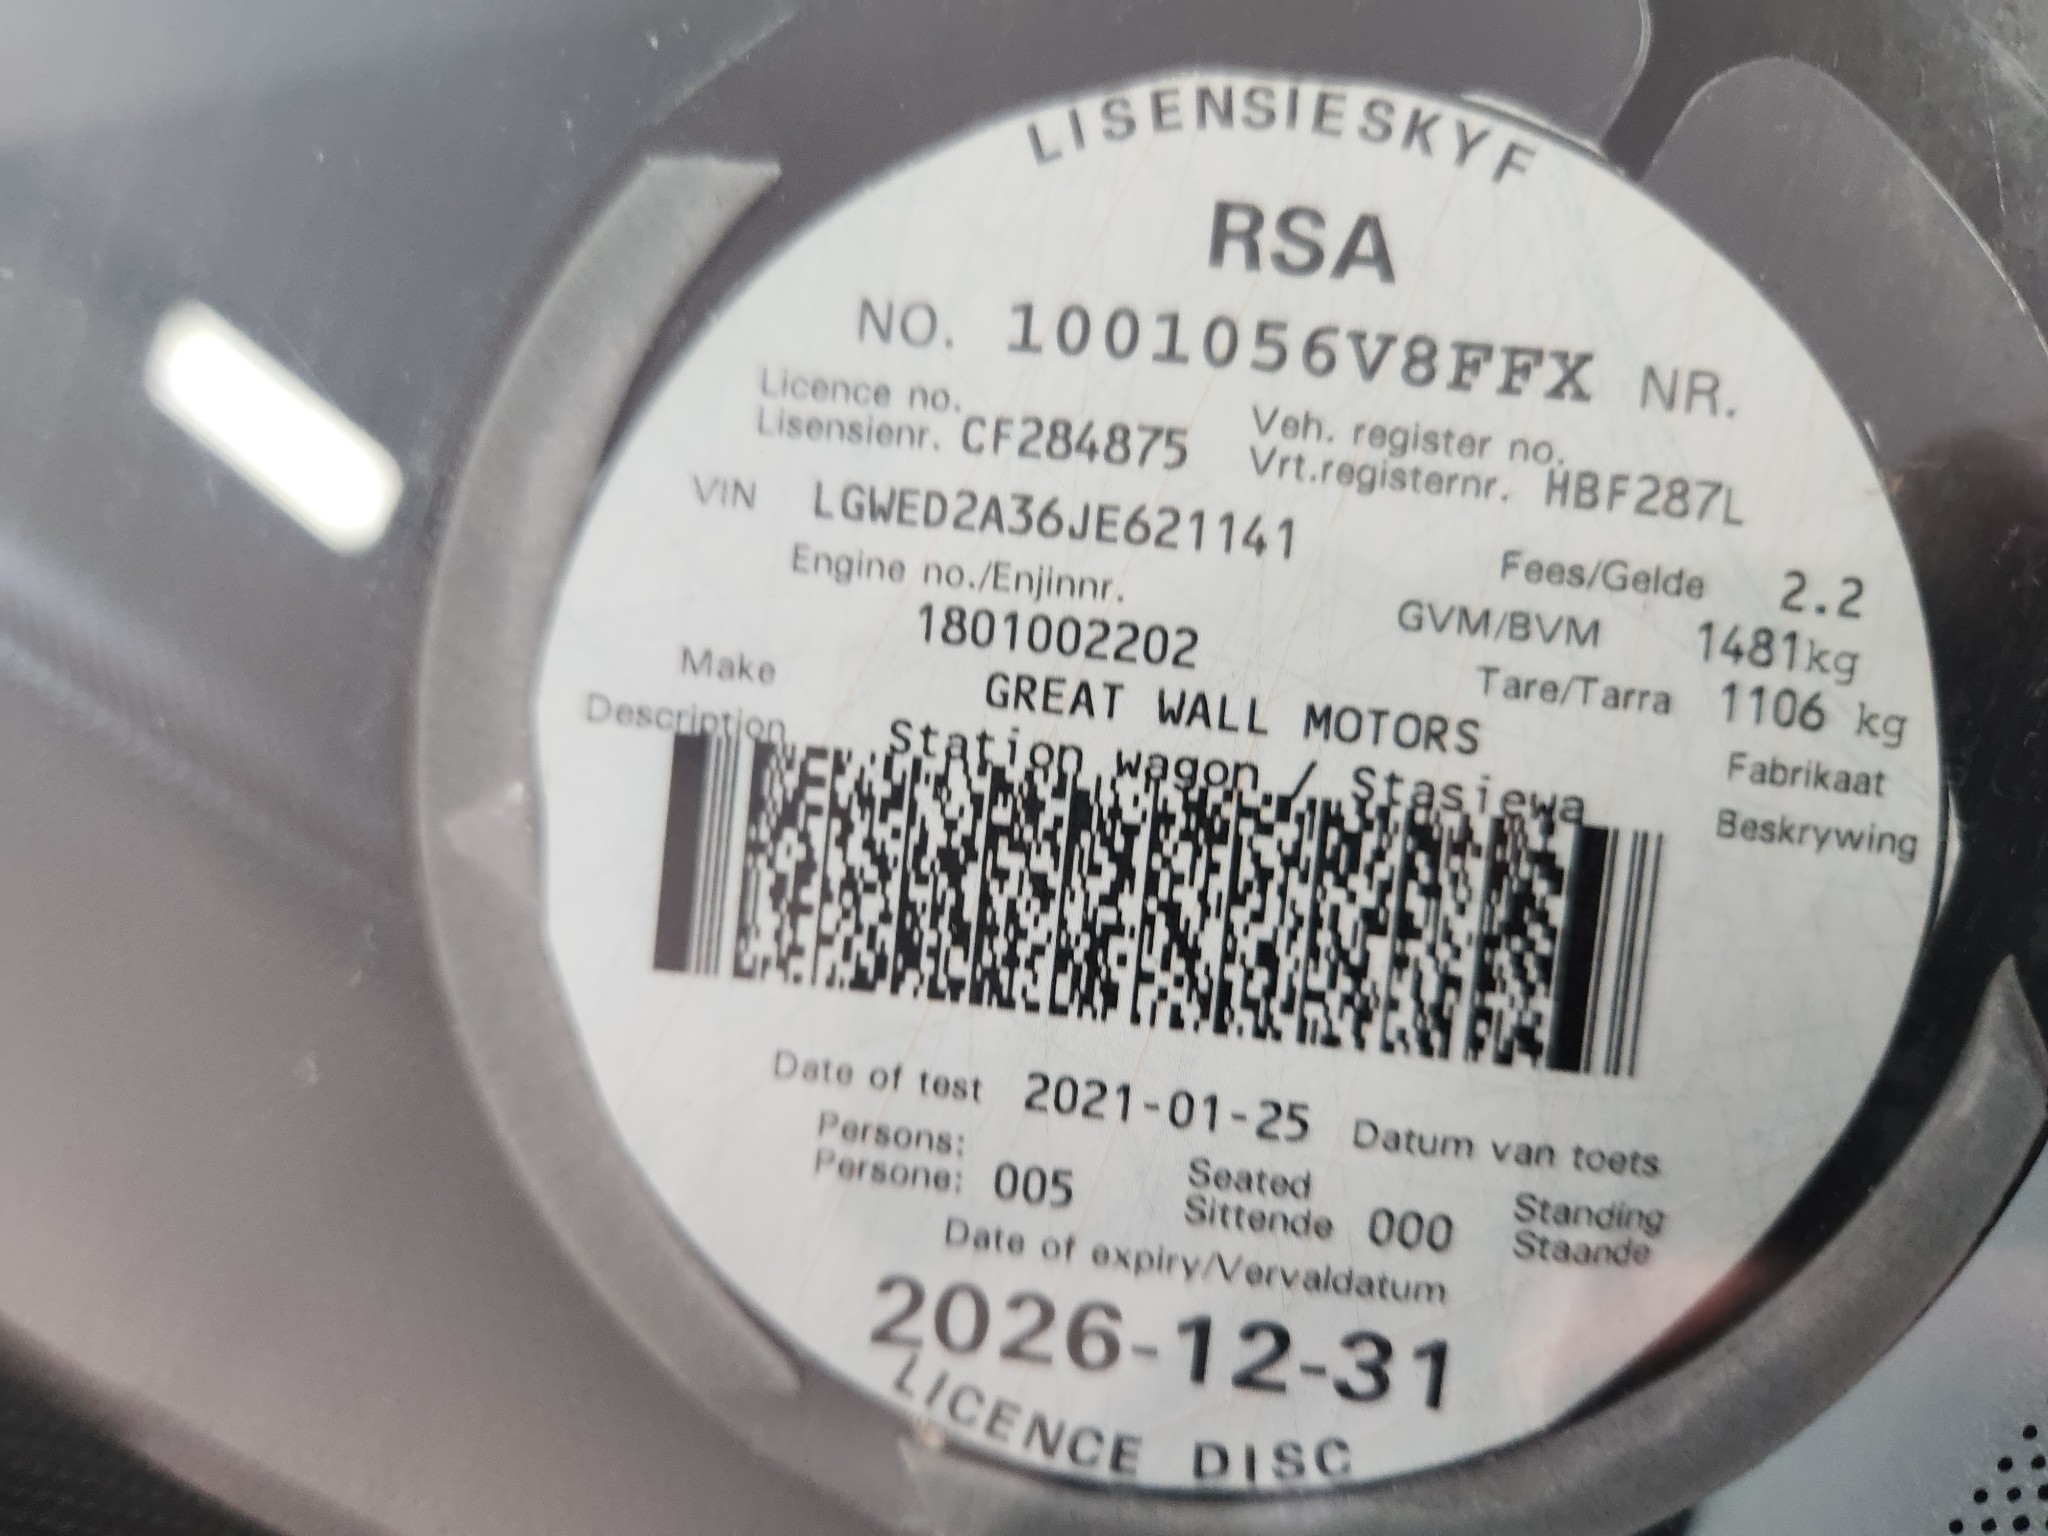 LISENSIESKYF
RSA
NO. 1001056V8FFX NR.
Licence no.
Lisensienr. CF284875
Veh. register no.
Vrt.registernr. HBF287L
VIN LGWED2A36JE621141
Engine no./Enjinnr.
1801002202
Fees/Gelde 2.2
GVM/BVM 1481kg
Tare/Tarra 1106 kg
Make GREAT WALL MOTORS Fabrikaat
Description Station wagon / Stasiewa Beskrywing
Date of test 2021-01-25 Datum van toets
Persons:
Persone: 005
Seated
Sittende 000
Standing
Staande
Date of expiry/Vervaldatum
2026-12-31
LICENCE DISC